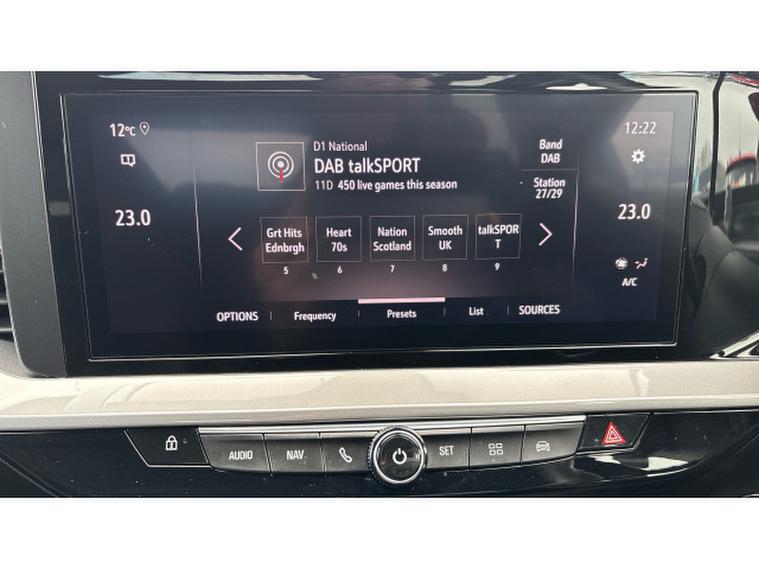 12°C
12:22
D1 National
DAB talkSPORT
11D 450 live games this season
Band
DAB
Station
27/29
23.0
23.0
Grt Hits
Ednbrgh
Heart
70s
Nation
Scotland
Smooth
UK
talkSPOR
T
5
6
7
8
9
A/C
OPTIONS
Frequency
Presets
List
SOURCES
AUDIO
NAV
SET